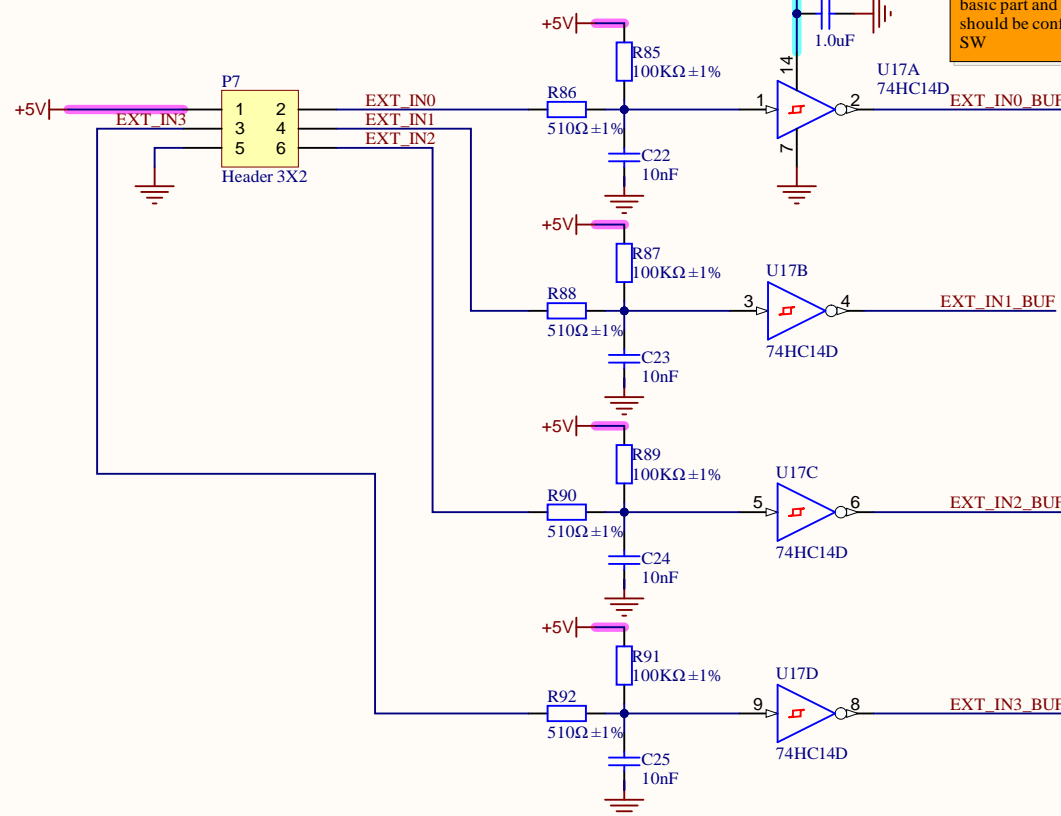 basic part and
should be conf
SW
+5V
R85
100KΩ ±1%
1.0uF
14
U17A
74HC14D
P7
+5V
1 2
3 4
5 6
Header 3X2
EXT_IN3
EXT_IN0
EXT_IN1
EXT_IN2
R86
510Ω ±1%
C22
10nF
1
2
7
EXT_IN0_BUF
+5V
R87
100KΩ ±1%
R88
510Ω ±1%
C23
10nF
U17B
3
4
74HC14D
EXT_IN1_BUF
+5V
R89
100KΩ ±1%
R90
510Ω ±1%
C24
10nF
U17C
5
6
74HC14D
EXT_IN2_BUF
+5V
R91
100KΩ ±1%
R92
510Ω ±1%
C25
10nF
U17D
9
8
74HC14D
EXT_IN3_BUF